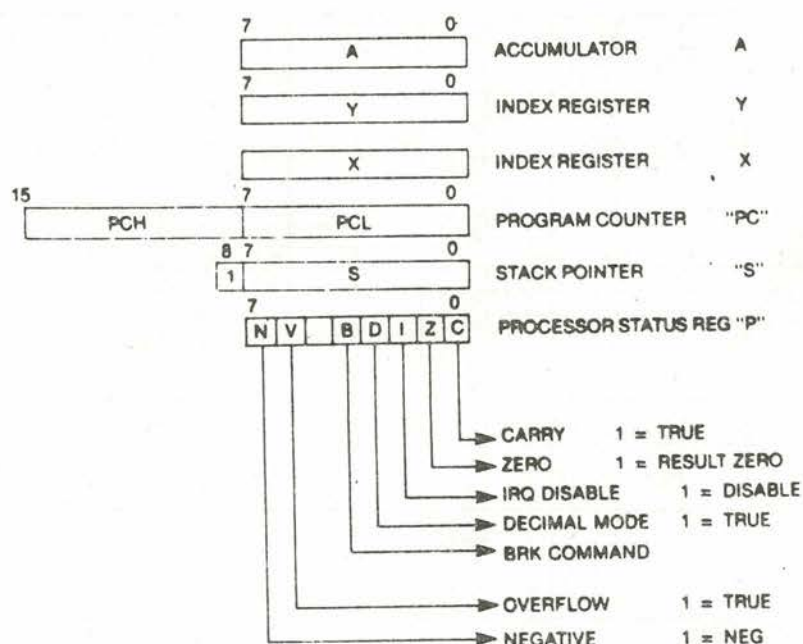 7 0
A ACCUMULATOR A
7 0
Y INDEX REGISTER Y
X INDEX REGISTER X
15 7 0
PCH PCL PROGRAM COUNTER "PC"
8 7 0
1 S STACK POINTER "S"
7 0
N V B D I Z C PROCESSOR STATUS REG "P"
CARRY 1 = TRUE
ZERO 1 = RESULT ZERO
IRQ DISABLE 1 = DISABLE
DECIMAL MODE 1 = TRUE
BRK COMMAND
OVERFLOW 1 = TRUE
NEGATIVE 1 = NEG